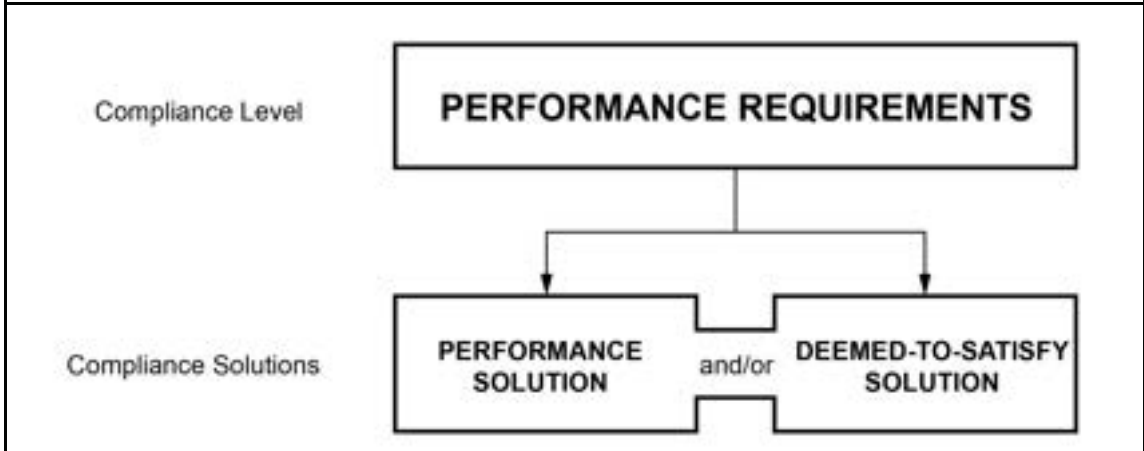 Compliance Level
PERFORMANCE REQUIREMENTS
Compliance Solutions
PERFORMANCE
SOLUTION
and/or
DEEMED-TO-SATISFY
SOLUTION